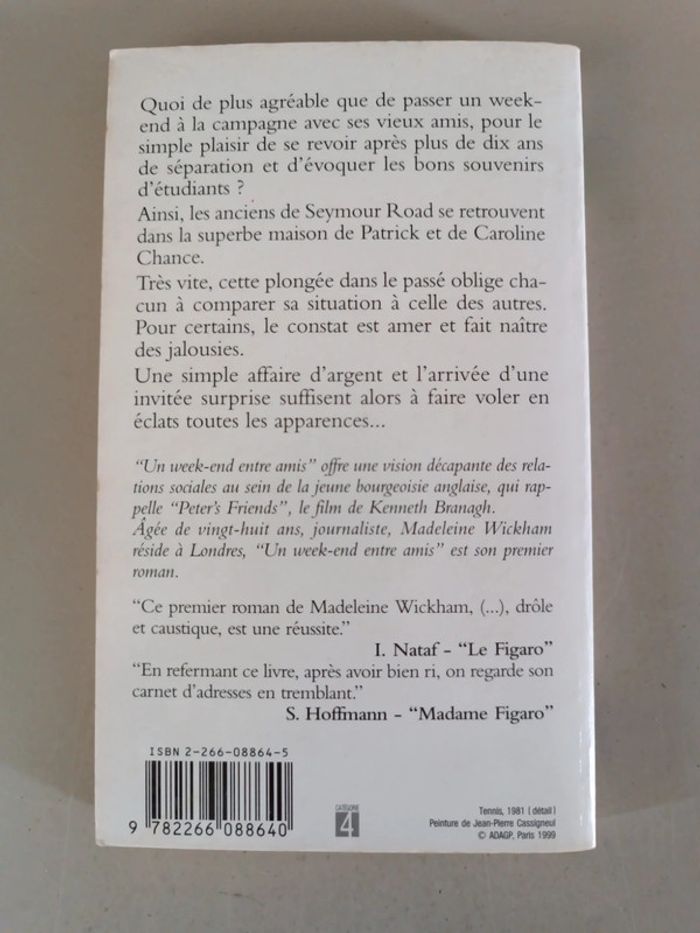 Quoi de plus agréable que de passer un week-
end à la campagne avec ses vieux amis, pour le
simple plaisir de se revoir après plus de dix ans
de séparation et d'évoquer les bons souvenirs
d'étudiants ?
Ainsi, les anciens de Seymour Road se retrouvent
dans la superbe maison de Patrick et de Caroline
Chance.
Très vite, cette plongée dans le passé oblige cha-
cun à comparer sa situation à celle des autres.
Pour certains, le constat est amer et fait naître
des jalousies.
Une simple affaire d'argent et l'arrivée d'une
invitée surprise suffisent alors à faire voler en
éclats toutes les apparences...
"Un week-end entre amis" offre une vision décapante des rela-
tions sociales au sein de la jeune bourgeoisie anglaise, qui rap-
pelle "Peter's Friends", le film de Kenneth Branagh.
Âgée de vingt-huit ans, journaliste, Madeleine Wickham
réside à Londres, "Un week-end entre amis" est son premier
roman.
"Ce premier roman de Madeleine Wickham, (...), drôle
et caustique, est une réussite."
I. Nataf - "Le Figaro"
"En refermant ce livre, après avoir bien ri, on regarde son
carnet d'adresses en tremblant."
S. Hoffmann - "Madame Figaro"
ISBN 2-266-08864-5
9 782266 088640
CATÉGORIE
4
Tennis, 1981 (détail)
Peinture de Jean-Pierre Cassigneul
© ADAGP, Paris 1999